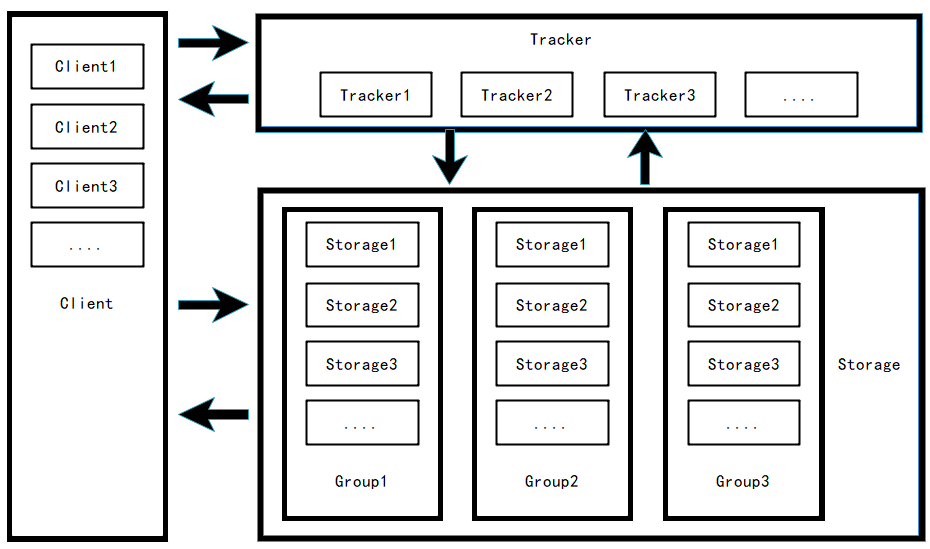 Client1
Client2
Client3
....
Client
Tracker
Tracker1 Tracker2 Tracker3 ....
Storage1 Storage1 Storage1
Storage2 Storage2 Storage2
Storage3 Storage3 Storage3
.... .... ....
Group1 Group2 Group3
Storage